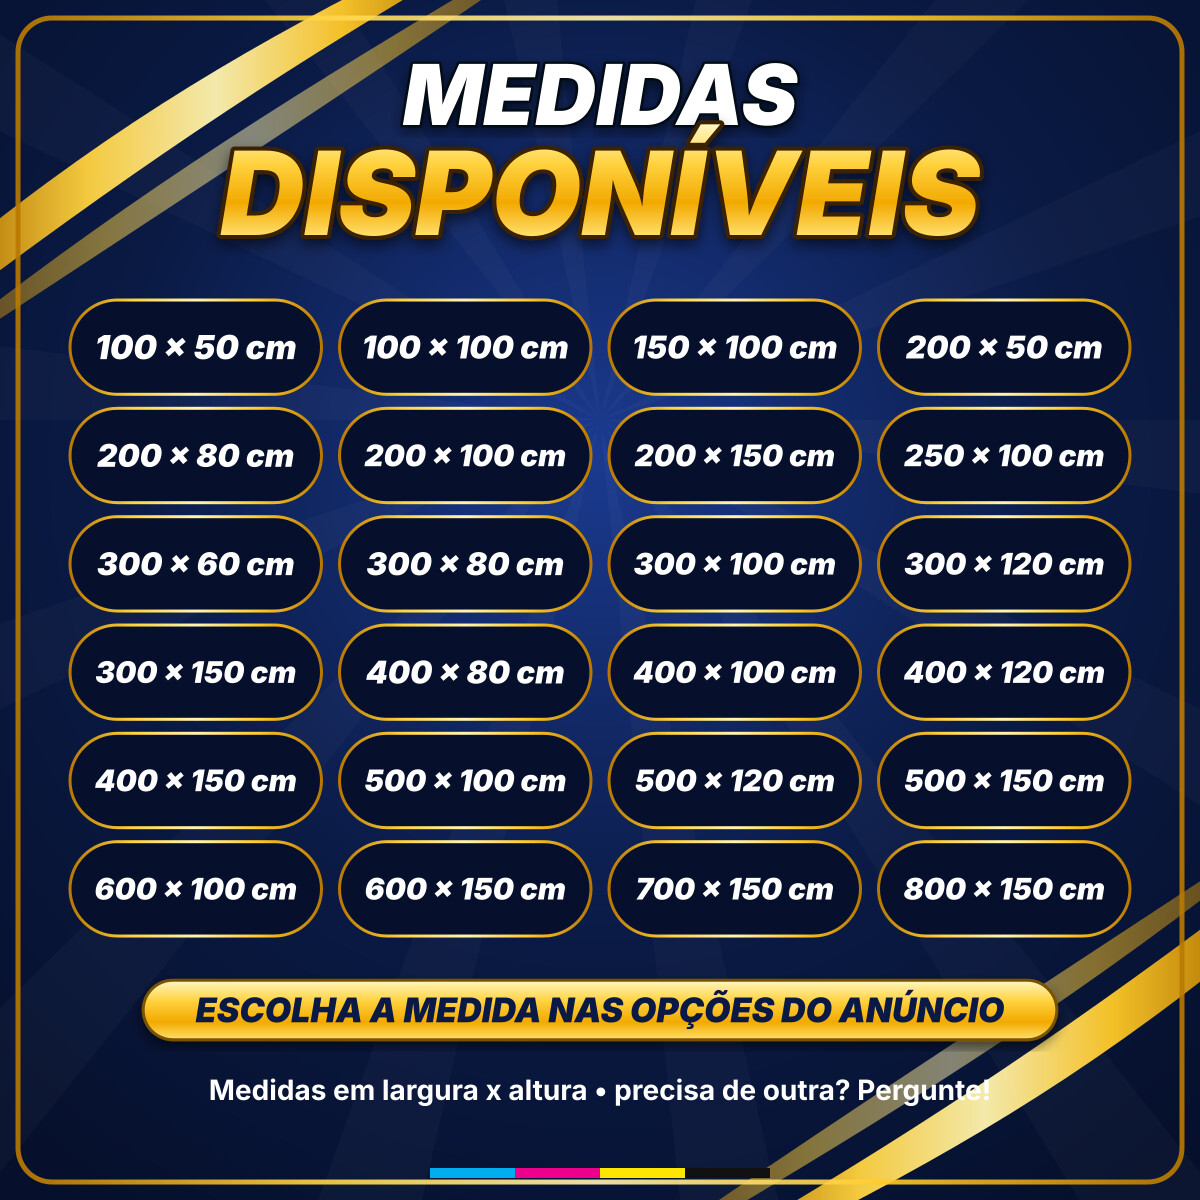 MEDIDAS
DISPONÍVEIS
100 × 50 cm
100 × 100 cm
150 × 100 cm
200 × 50 cm
200 × 80 cm
200 × 100 cm
200 × 150 cm
250 × 100 cm
300 × 60 cm
300 × 80 cm
300 × 100 cm
300 × 120 cm
300 × 150 cm
400 × 80 cm
400 × 100 cm
400 × 120 cm
400 × 150 cm
500 × 100 cm
500 × 120 cm
500 × 150 cm
600 × 100 cm
600 × 150 cm
700 × 150 cm
800 × 150 cm
ESCOLHA A MEDIDA NAS OPÇÕES DO ANÚNCIO
Medidas em largura x altura • precisa de outra? Pergunte!